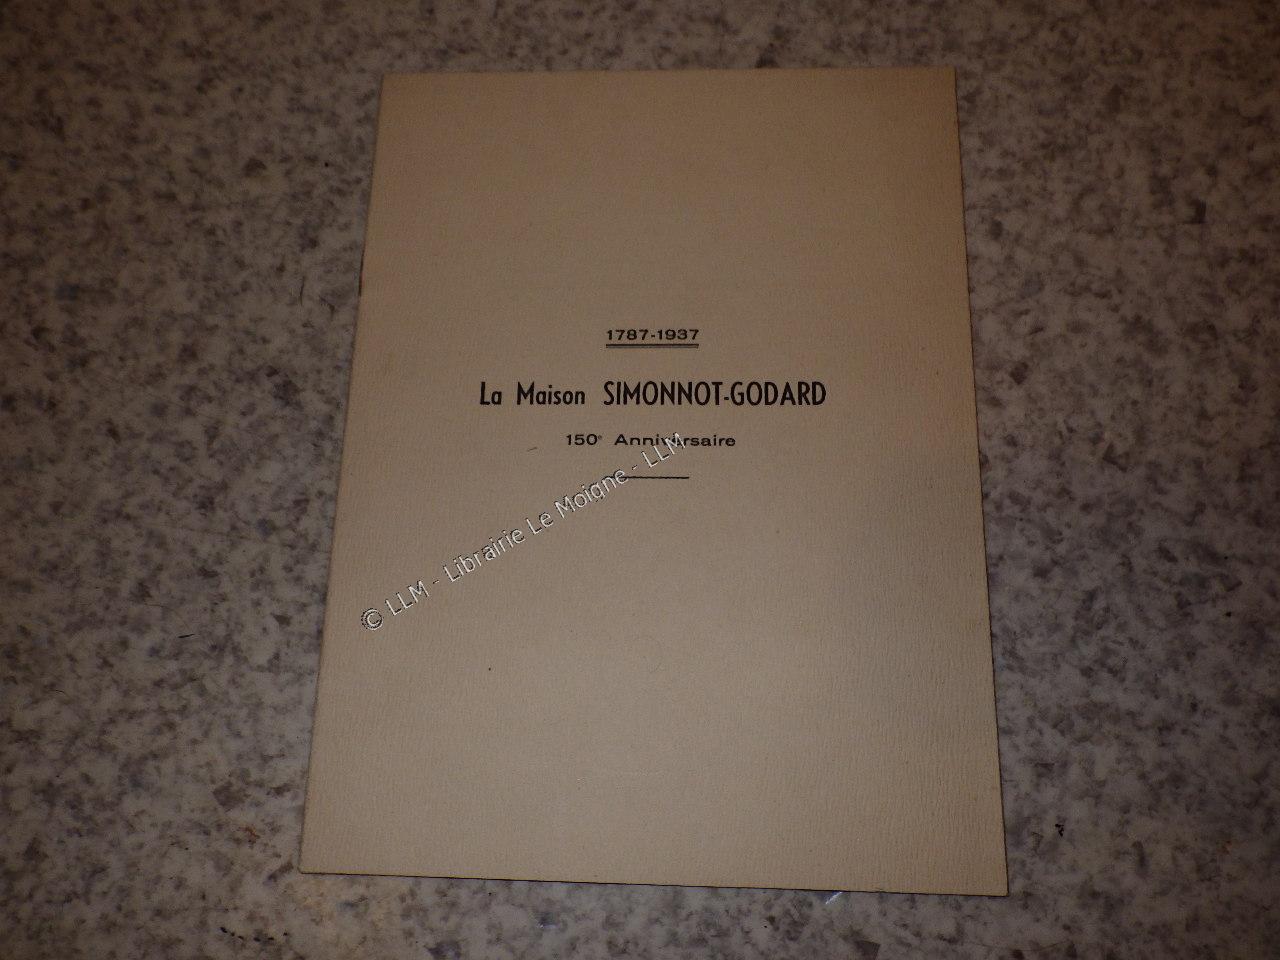 1787-1937
La Maison SIMONNOT-GODARD
150e Anniversaire
© LLM - Librairie Le Moigne - LLM